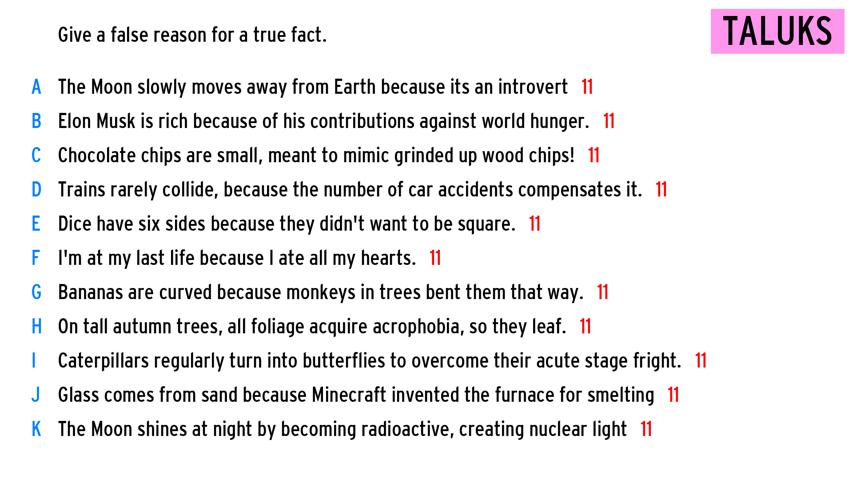 Give a false reason for a true fact.
TALUKS
A The Moon slowly moves away from Earth because its an introvert 11
B Elon Musk is rich because of his contributions against world hunger. 11
C Chocolate chips are small, meant to mimic grinded up wood chips! 11
D Trains rarely collide, because the number of car accidents compensates it. 11
E Dice have six sides because they didn't want to be square. 11
F I'm at my last life because I ate all my hearts. 11
G Bananas are curved because monkeys in trees bent them that way. 11
H On tall autumn trees, all foliage acquire acrophobia, so they leaf. 11
I Caterpillars regularly turn into butterflies to overcome their acute stage fright. 11
J Glass comes from sand because Minecraft invented the furnace for smelting 11
K The Moon shines at night by becoming radioactive, creating nuclear light 11